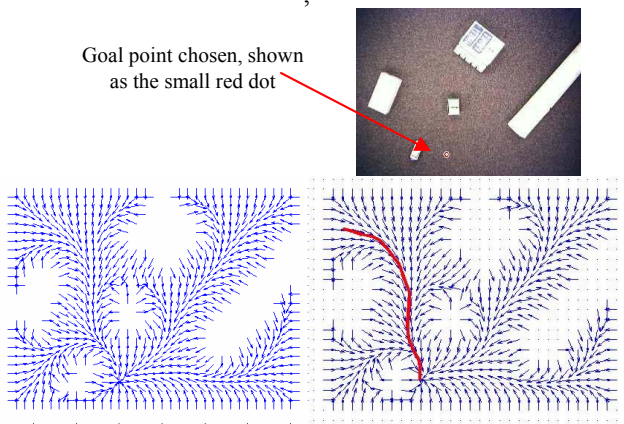 ,
Goal point chosen, shown
as the small red dot